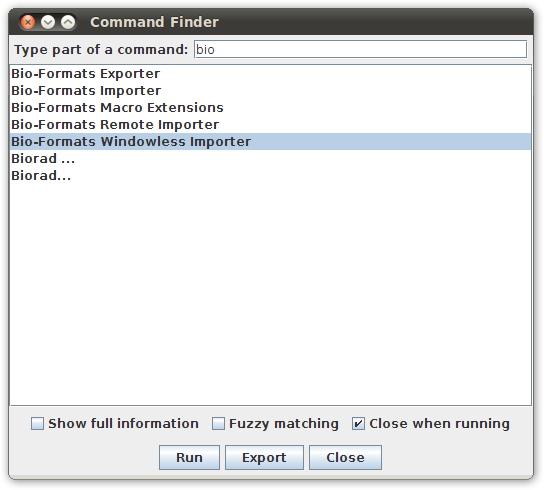 Command Finder
Type part of a command: bio
Bio-Formats Exporter
Bio-Formats Importer
Bio-Formats Macro Extensions
Bio-Formats Remote Importer
Bio-Formats Windowless Importer
Biorad ...
Biorad...
Show full information Fuzzy matching Close when running
Run Export Close